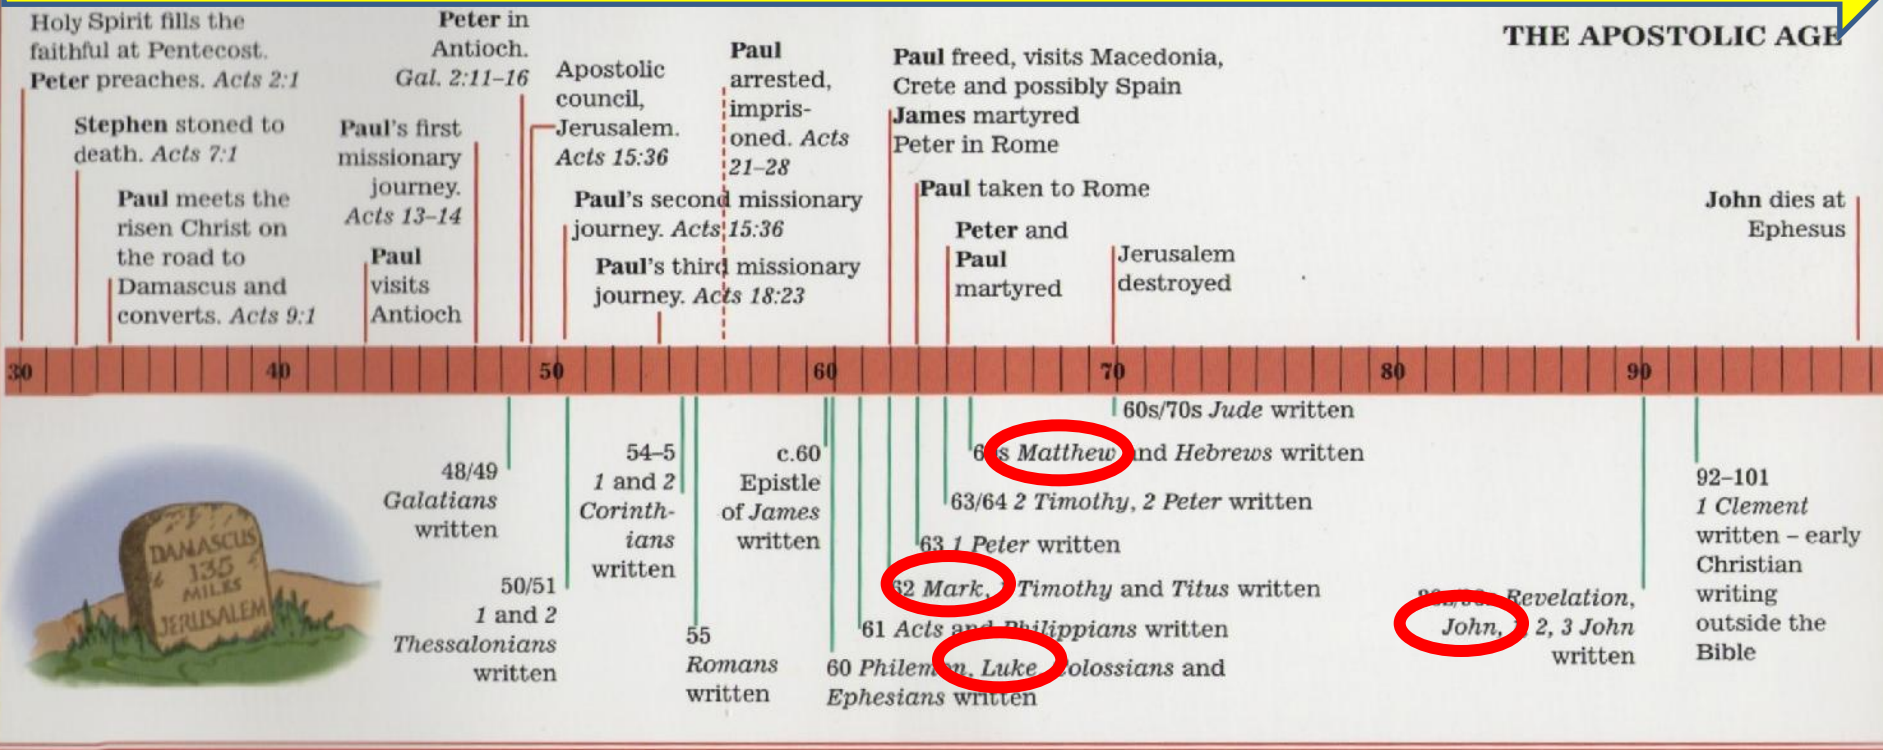 THE APOSTOLIC AGE
Holy Spirit fills the
faithful at Pentecost.
Peter preaches. Acts 2:1
Stephen stoned to
death. Acts 7:1
Paul meets the
risen Christ on
the road to
Damascus and
converts. Acts 9:1
Peter in
Antioch.
Gal. 2:11–16
Paul's first
missionary
journey.
Acts 13–14
Paul
visits
Antioch
Apostolic
council,
Jerusalem.
Acts 15:36
Paul's second missionary
journey. Acts 15:36
Paul's third missionary
journey. Acts 18:23
Paul
arrested,
impris-
oned. Acts
21–28
Paul freed, visits Macedonia,
Crete and possibly Spain
James martyred
Peter in Rome
Paul taken to Rome
Peter and
Paul
martyred
Jerusalem
destroyed
John dies at
Ephesus
30 40 50 60 70 80 90
DAMASCUS
135
MILES
JERUSALEM
48/49
Galatians
written
50/51
1 and 2
Thessalonians
written
54–5
1 and 2
Corinth-
ians
written
55
Romans
written
c.60
Epistle
of James
written
60s/70s Jude written
Matthew and Hebrews written
63/64 2 Timothy, 2 Peter written
63 1 Peter written
62 Mark, Timothy and Titus written
61 Acts and Philippians written
60 Philemon, Luke, Colossians and
Ephesians written
Revelation,
John, 2, 3 John
written
92–101
1 Clement
written – early
Christian
writing
outside the
Bible